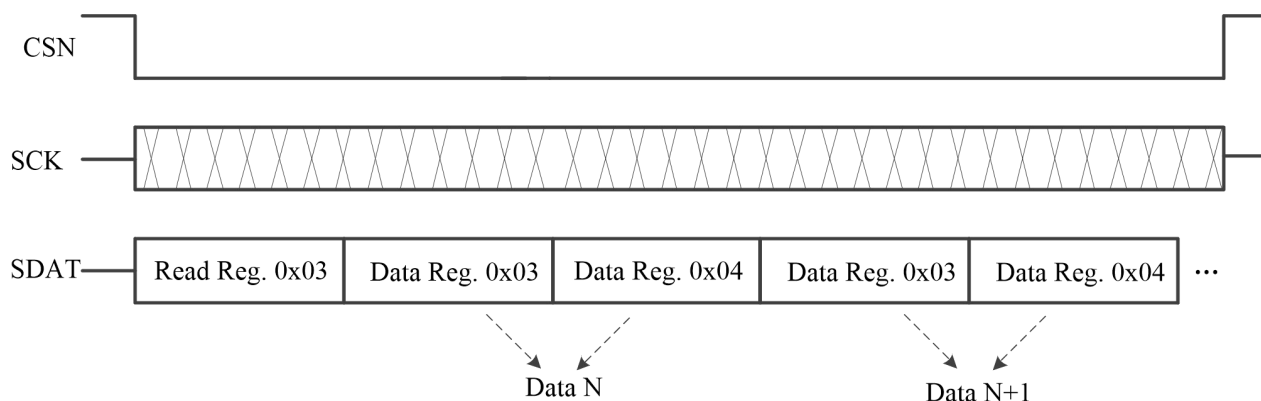 CSN
SCK
SDAT
Read Reg. 0x03
Data Reg. 0x03
Data Reg. 0x04
Data Reg. 0x03
Data Reg. 0x04
...
Data N
Data N+1